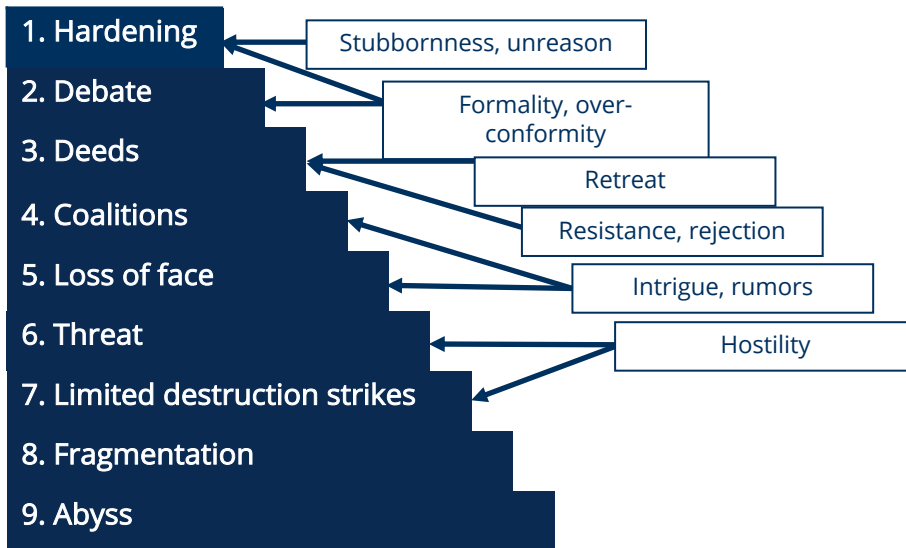 1. Hardening
Stubbornness, unreason
2. Debate
Formality, over-
conformity
3. Deeds
Retreat
4. Coalitions
Resistance, rejection
5. Loss of face
Intrigue, rumors
6. Threat
Hostility
7. Limited destruction strikes
8. Fragmentation
9. Abyss